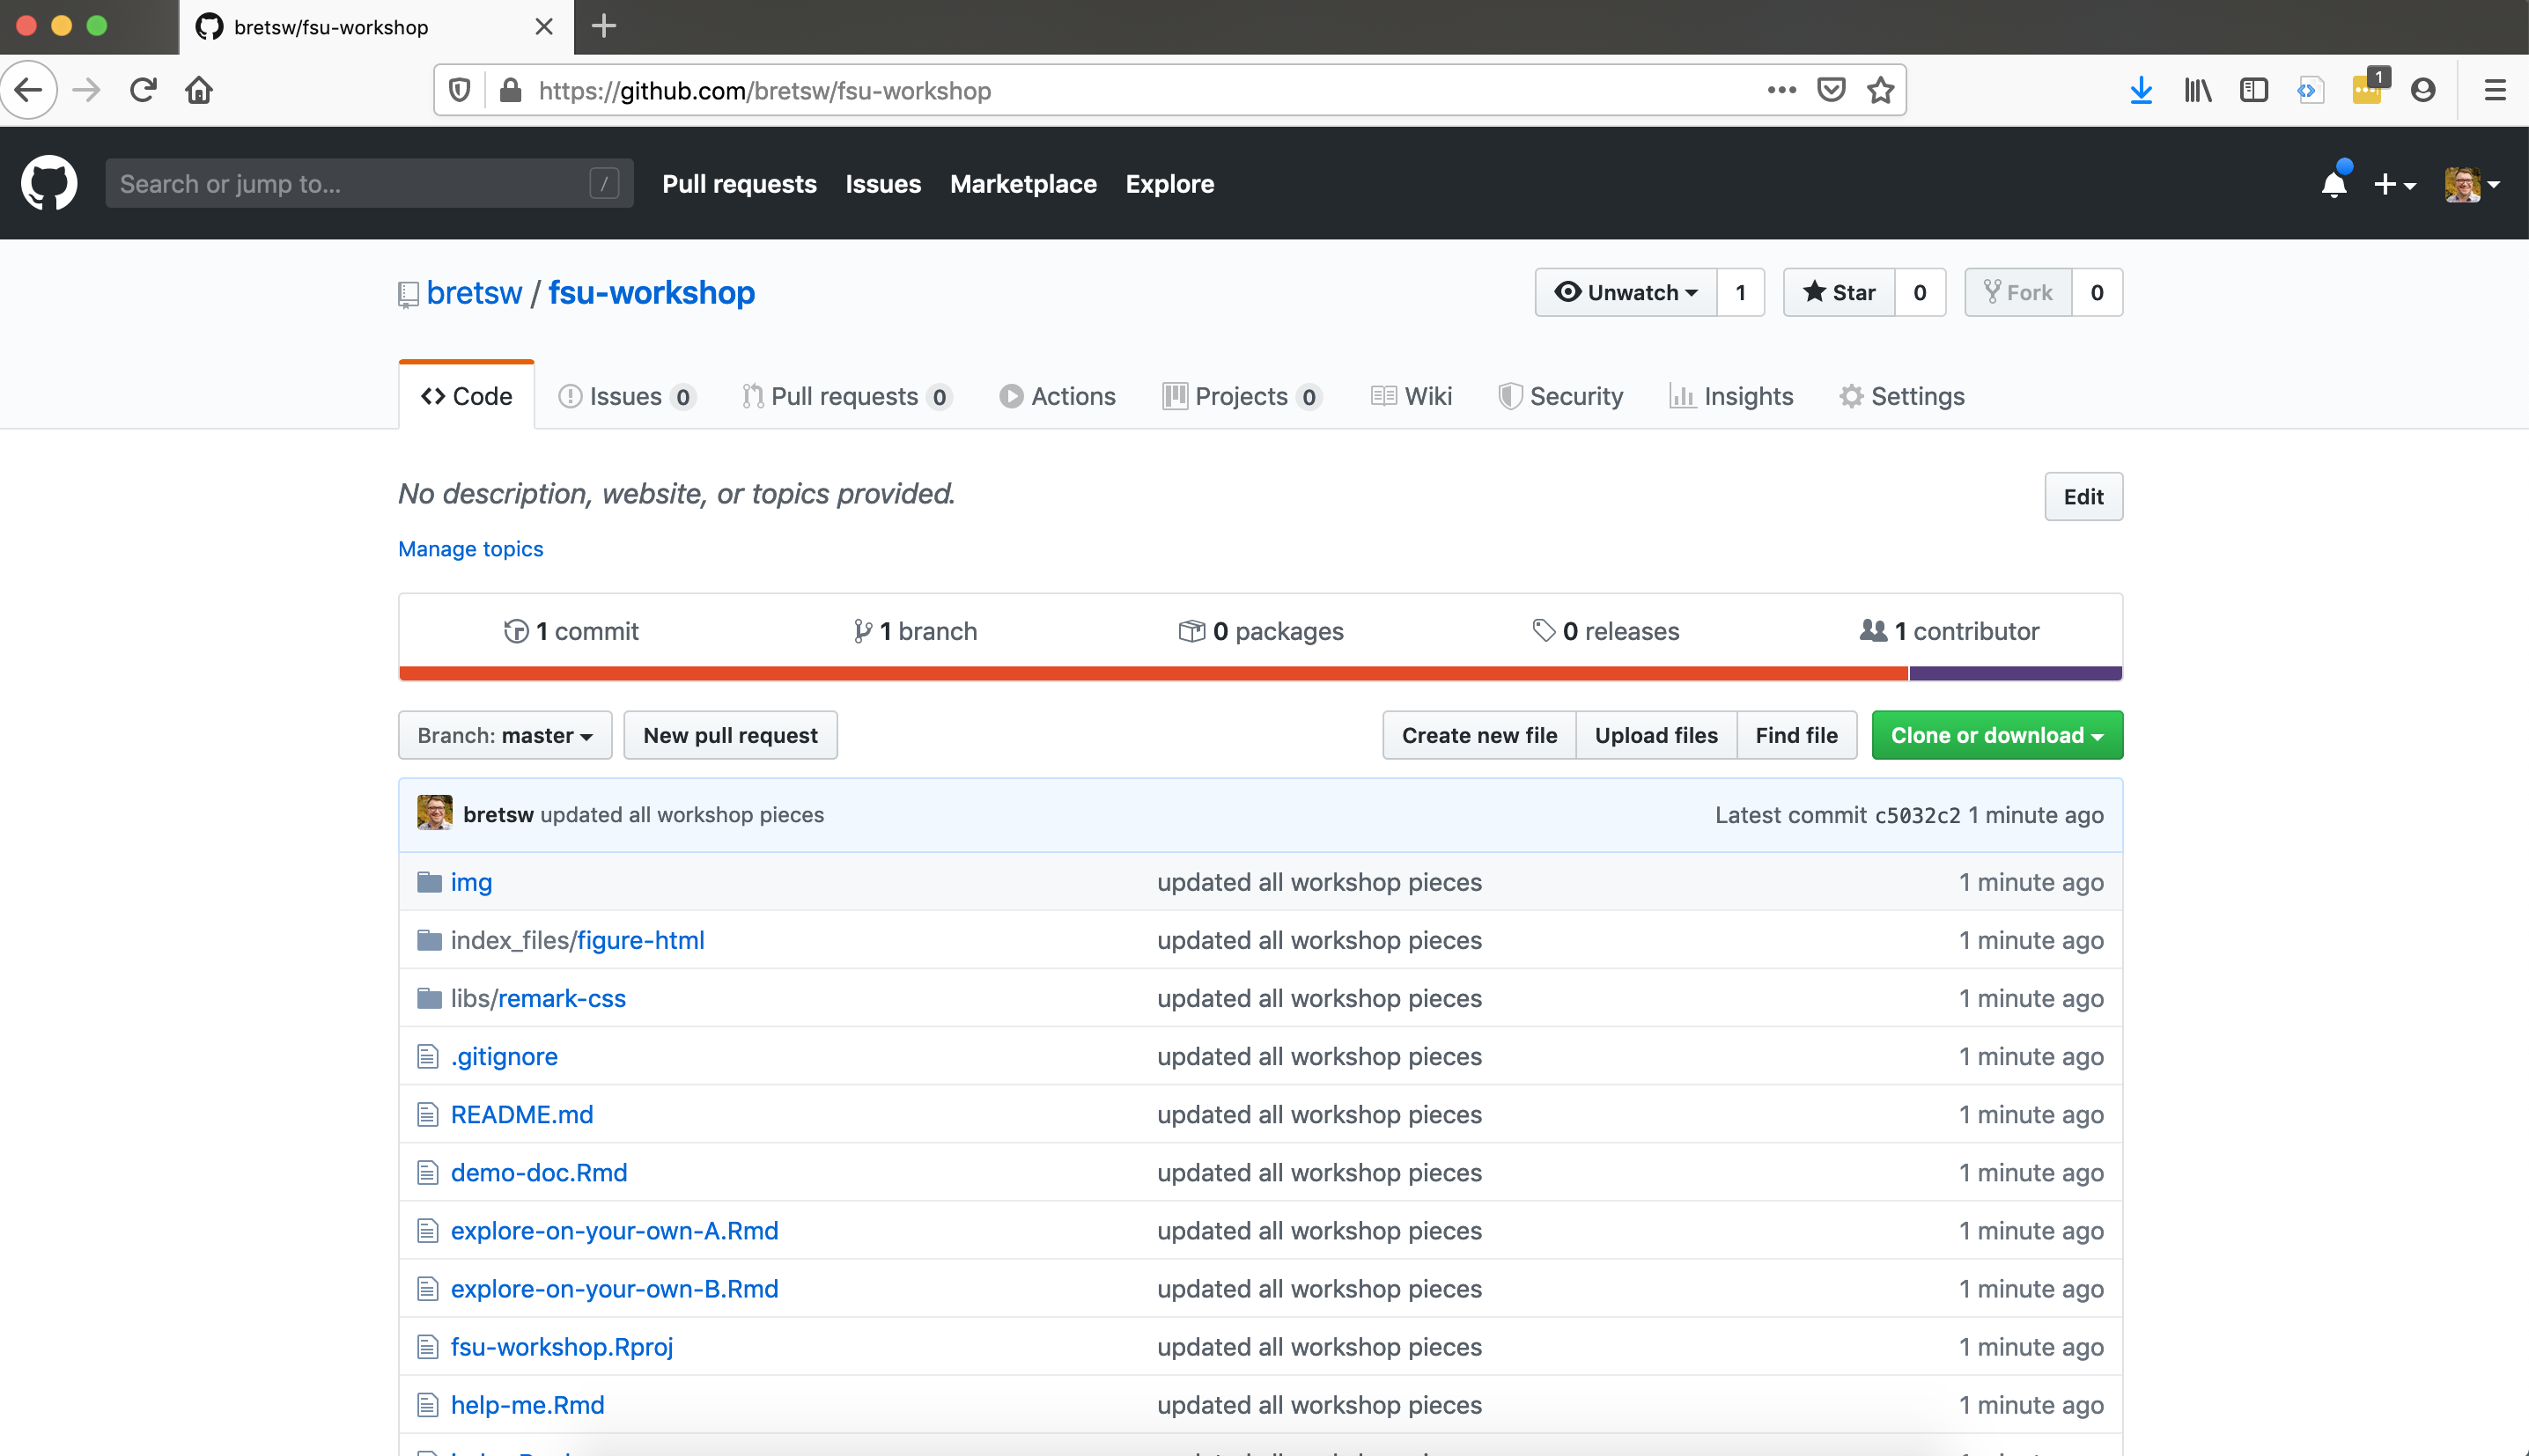 bretsw/fsu-workshop
https://github.com/bretsw/fsu-workshop
1
Search or jump to... /
Pull requests Issues Marketplace Explore
bretsw / fsu-workshop
Unwatch 1 Star 0 Fork 0
Code Issues 0 Pull requests 0 Actions Projects 0 Wiki Security Insights Settings
No description, website, or topics provided.
Edit
Manage topics
1 commit 1 branch 0 packages 0 releases 1 contributor
Branch: master New pull request Create new file Upload files Find file Clone or download
bretsw updated all workshop pieces Latest commit c5032c2 1 minute ago
img updated all workshop pieces 1 minute ago
index_files/figure-html updated all workshop pieces 1 minute ago
libs/remark-css updated all workshop pieces 1 minute ago
.gitignore updated all workshop pieces 1 minute ago
README.md updated all workshop pieces 1 minute ago
demo-doc.Rmd updated all workshop pieces 1 minute ago
explore-on-your-own-A.Rmd updated all workshop pieces 1 minute ago
explore-on-your-own-B.Rmd updated all workshop pieces 1 minute ago
fsu-workshop.Rproj updated all workshop pieces 1 minute ago
help-me.Rmd updated all workshop pieces 1 minute ago